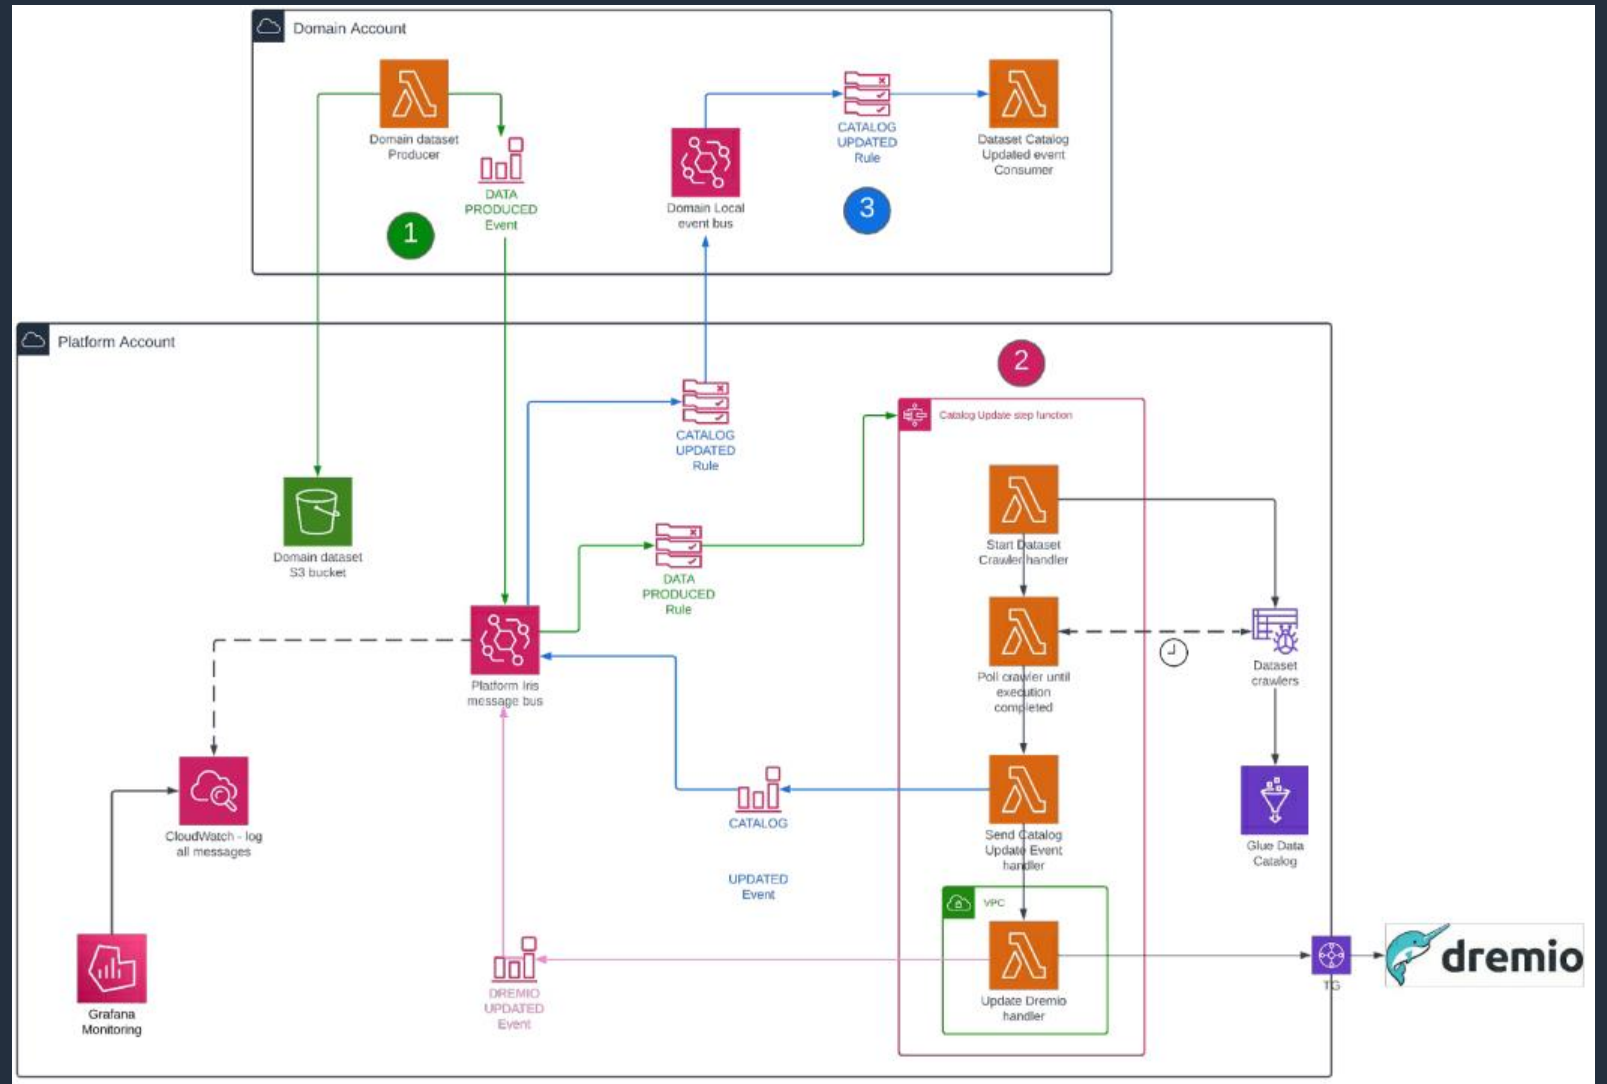 Domain Account
Domain dataset
Producer
DATA
PRODUCED
Event
1
Domain Local
event bus
CATALOG
UPDATED
Rule
3
Dataset Catalog
Updated event
Consumer
Platform Account
2
CATALOG
UPDATED
Rule
Catalog Update step function
Domain dataset
S3 bucket
DATA
PRODUCED
Rule
Start Dataset
Crawler handler
Platform Iris
message bus
Poll crawler until
execution
completed
Dataset
crawlers
CloudWatch - log
all messages
CATALOG
UPDATED
Event
Send Catalog
Update Event
handler
Glue Data
Catalog
VPC
Grafana
Monitoring
DREMIO
UPDATED
Event
Update Dremio
handler
TG
dremio